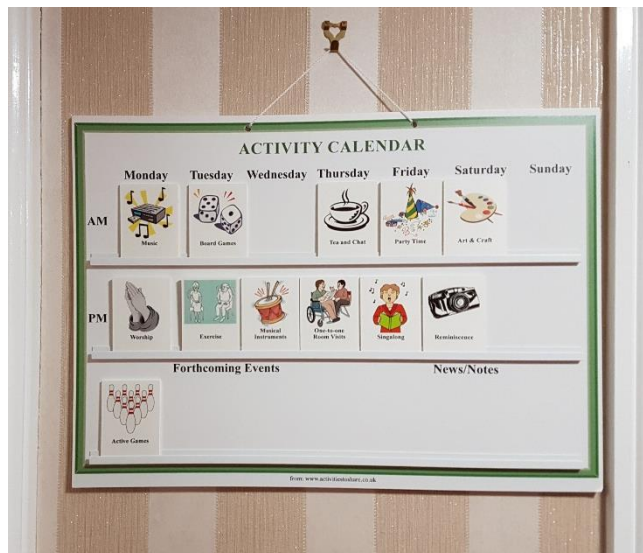 ACTIVITY CALENDAR
Monday Tuesday Wednesday Thursday Friday Saturday Sunday
AM
Music Board Games Tea and Chat Party Time Art & Craft
PM
Worship Exercise Musical Instruments One-to-one Room Visits Singalong Reminiscence
Forthcoming Events News/Notes
Active Games
from: www.activitiestoshare.co.uk